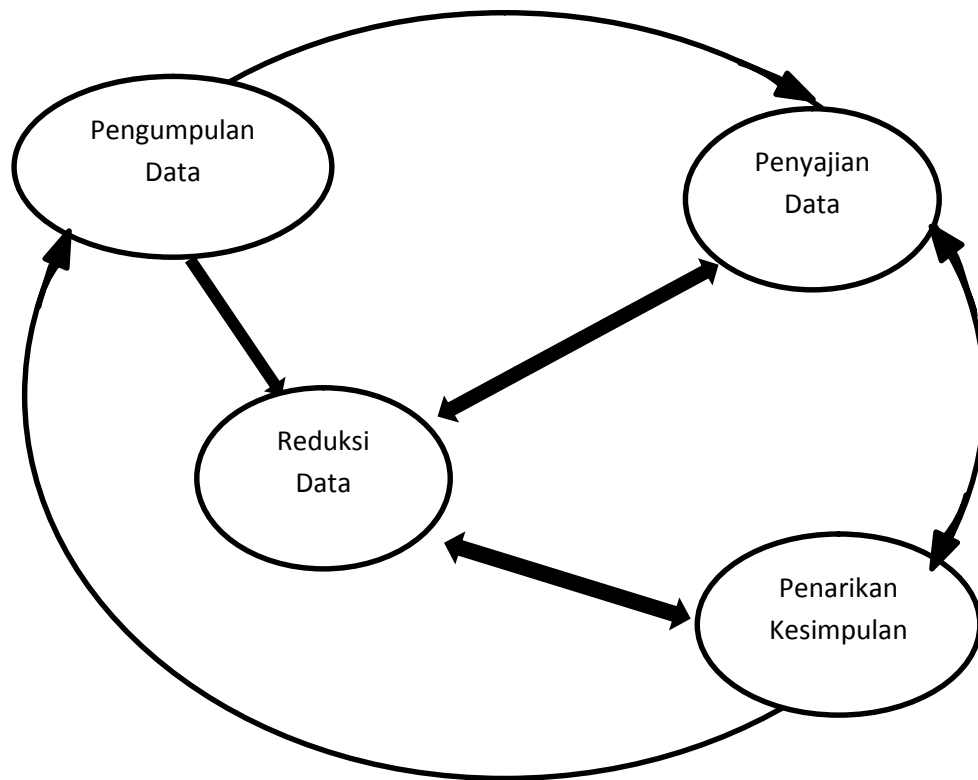 Pengumpulan
Data
Penyajian
Data
Reduksi
Data
Penarikan
Kesimpulan